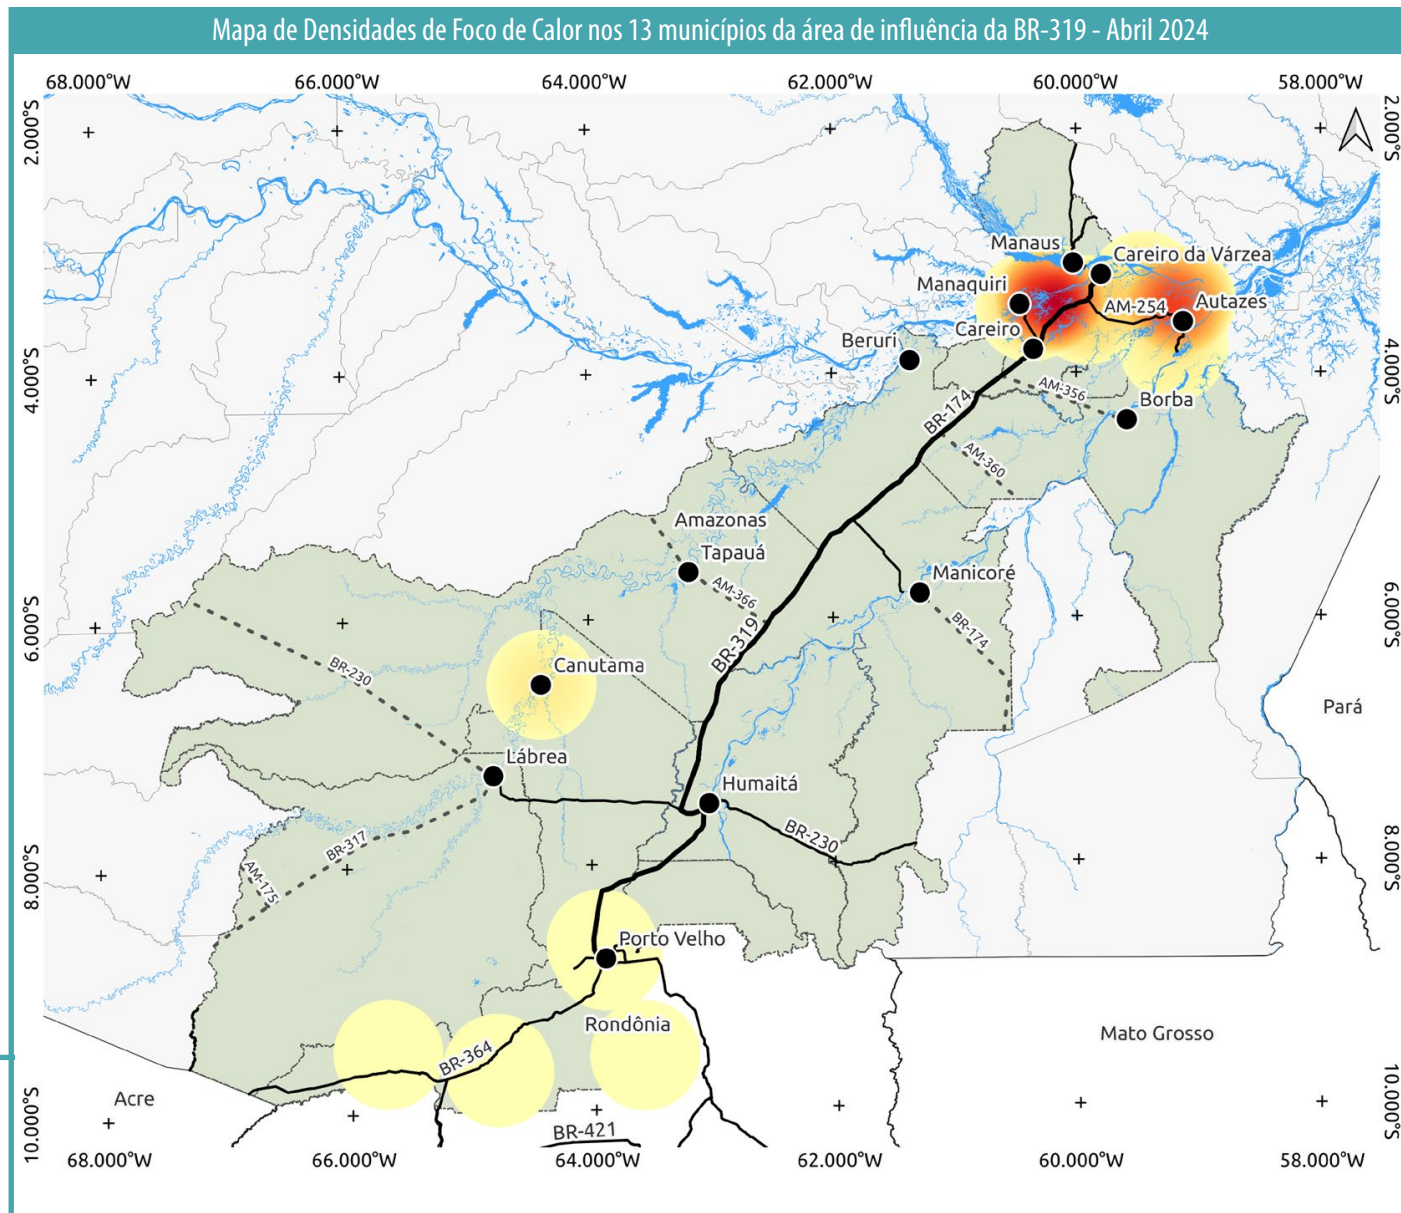 Mapa de Densidades de Foco de Calor nos 13 municípios da área de influência da BR-319 - Abril 2024
68.000°W 66.000°W 64.000°W 62.000°W 60.000°W 58.000°W
2.000°S
2.000°S
Manaus
Careiro da Várzea
Manaquiri
Autazes
AM-254
Careiro
Beruri
4.000°S
4.000°S
AM-356
Borba
BR-174
AM-360
Amazonas
Tapauá
Manicoré
AM-366
6.000°S
6.000°S
BR-174
BR-319
Canutama
BR-230
Pará
Lábrea
Humaitá
BR-230
BR-317
8.000°S
8.000°S
AM-175
Porto Velho
Rondônia
Mato Grosso
BR-364
Acre
10.000°S
10.000°S
BR-421
68.000°W 66.000°W 64.000°W 62.000°W 60.000°W 58.000°W